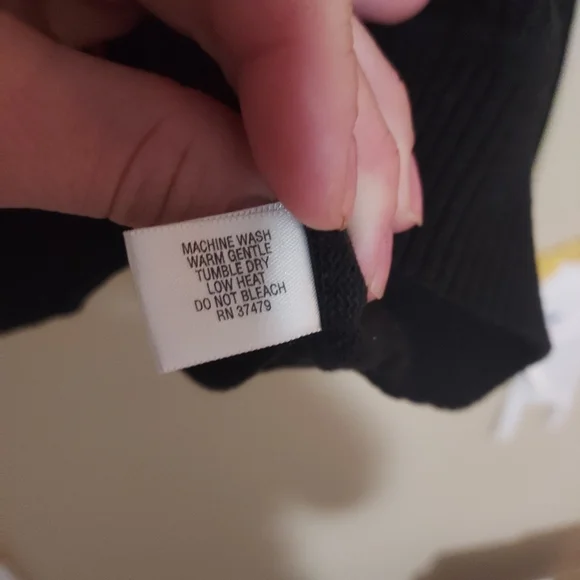 MACHINE WASH
WARM GENTLE
TUMBLE DRY
LOW HEAT
DO NOT BLEACH
RN 37479